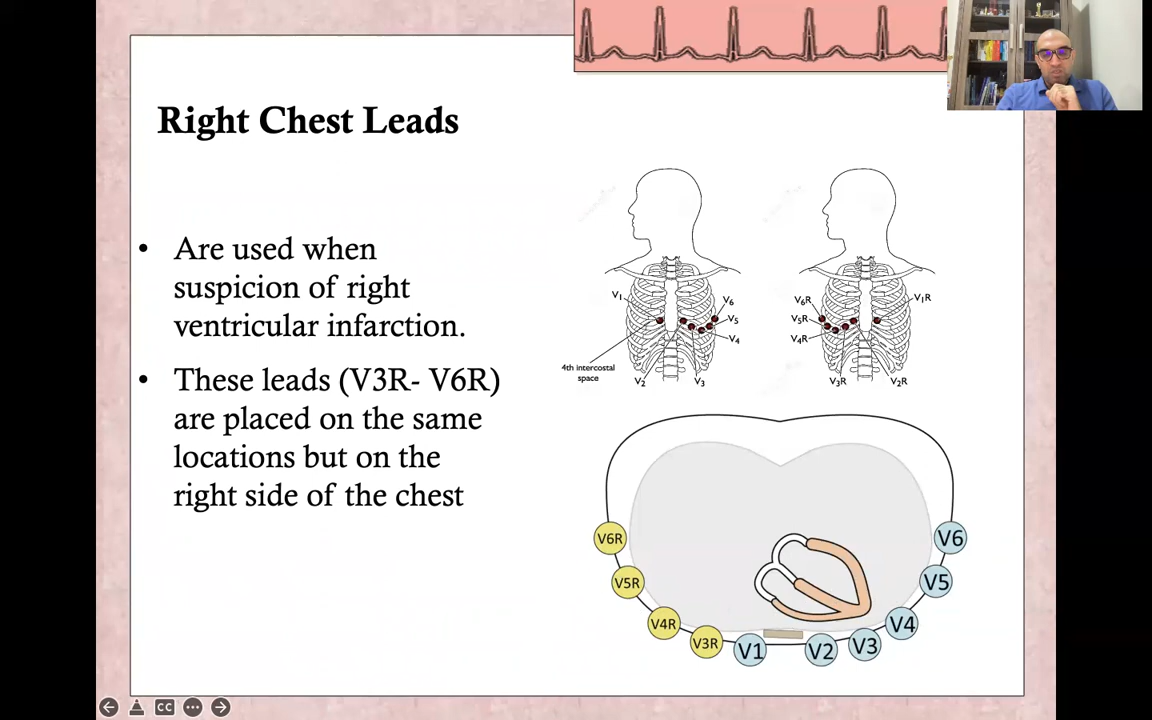 Right Chest Leads
• Are used when
suspicion of right
ventricular infarction.
• These leads (V3R- V6R)
are placed on the same
locations but on the
right side of the chest
V1
V6
V5
V4
4th intercostal
space
V2
V3
V6R
V1R
V5R
V4R
V3R
V2R
V6R
V6
V5R
V5
V4R
V4
V3R
V1
V2
V3
CC